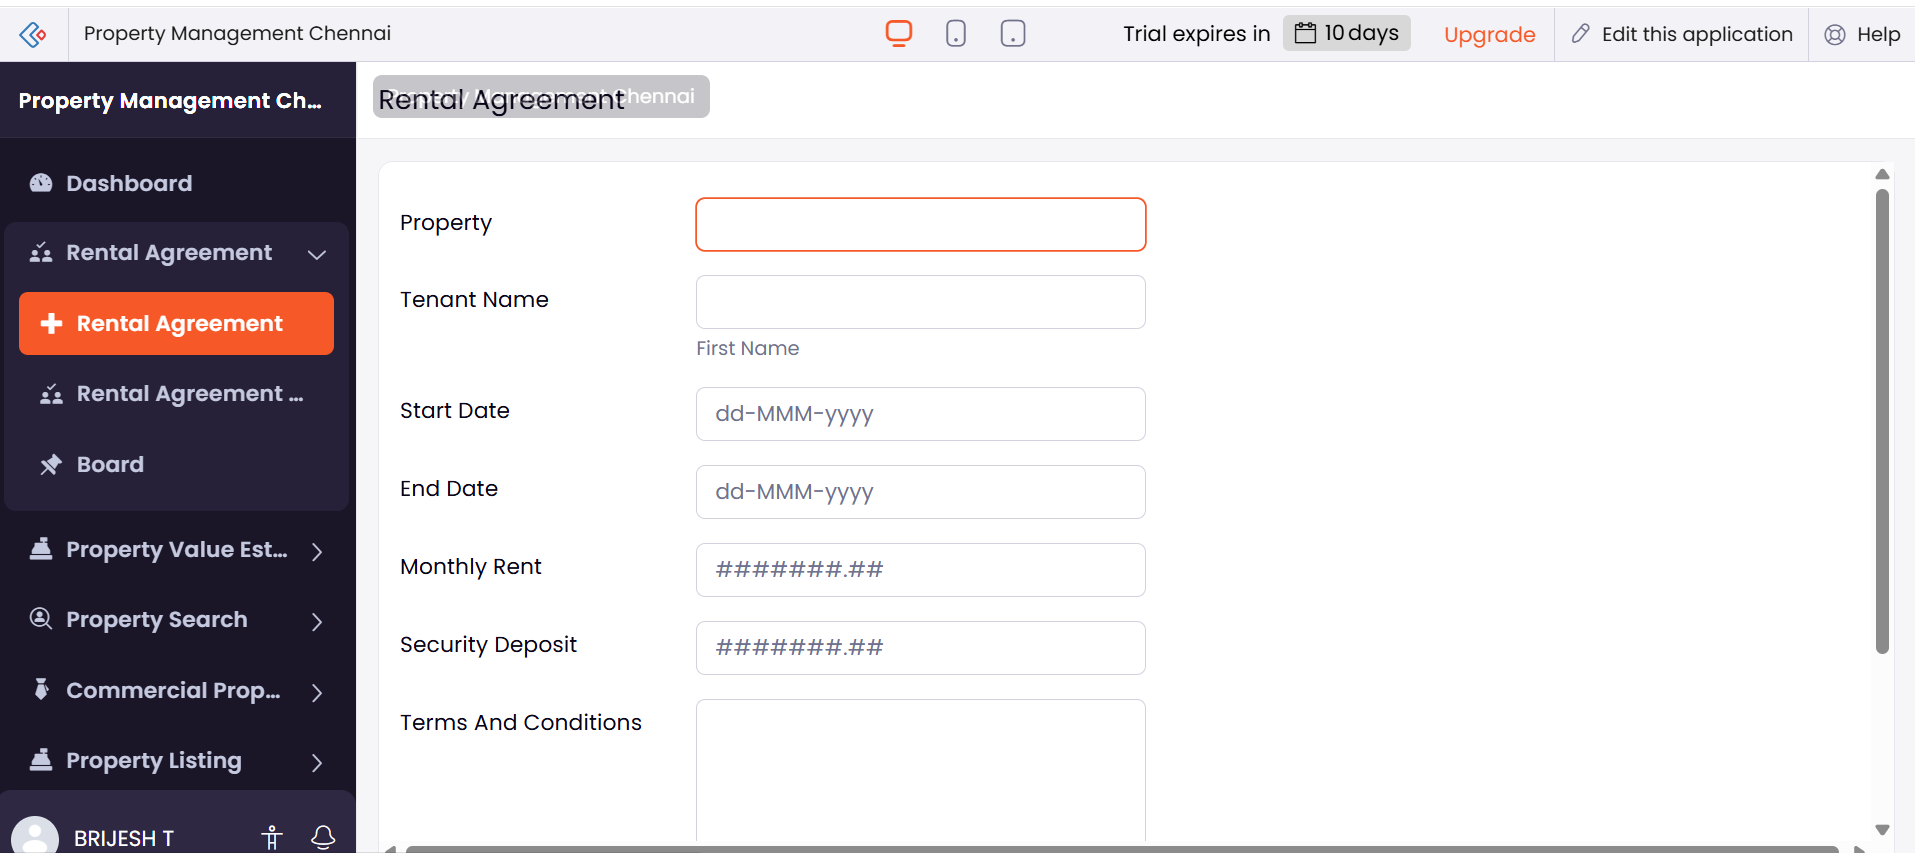 Property Management Chennai
Trial expires in
10 days
Upgrade
Edit this application
Help
Property Management Ch...
Property Management Chennai
Rental Agreement
Dashboard
Rental Agreement
Rental Agreement
Rental Agreement ...
Board
Property Value Est...
Property Search
Commercial Prop...
Property Listing
BRIJESH T
Property
Tenant Name
First Name
Start Date
dd-MMM-yyyy
End Date
dd-MMM-yyyy
Monthly Rent
#######.##
Security Deposit
#######.##
Terms And Conditions